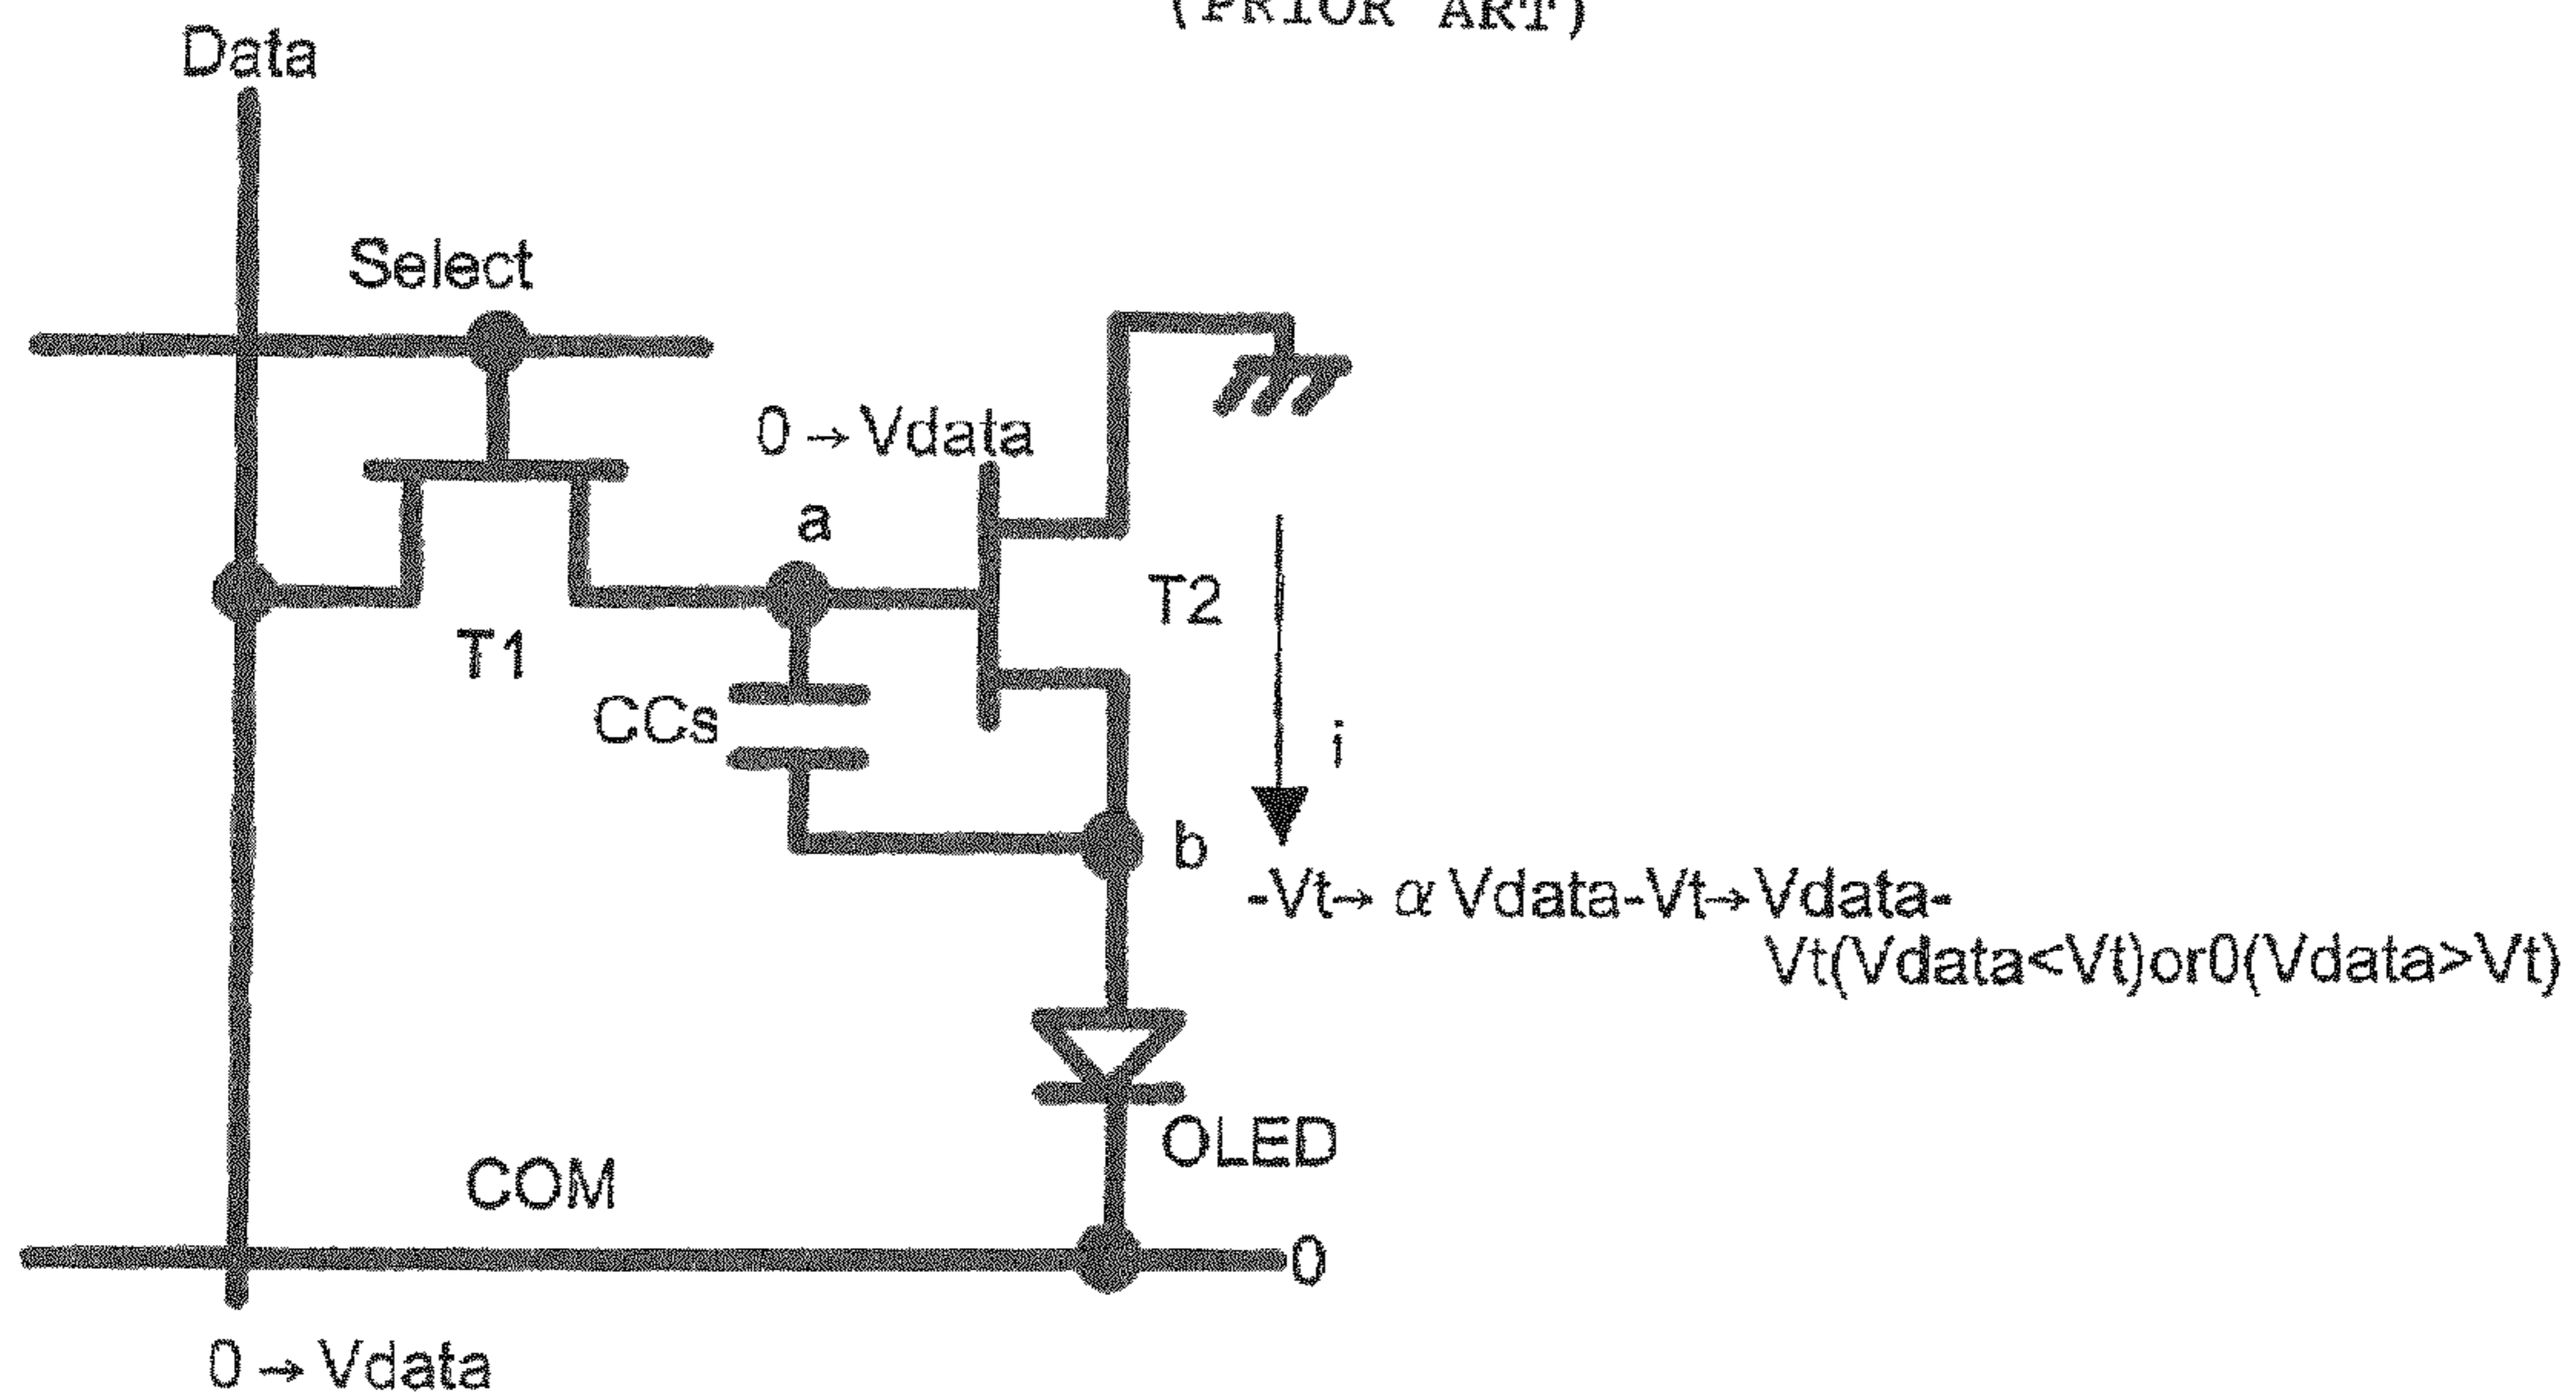 (PRIOR ART)
Data
Select
0→Vdata
a
T2
T1
CCs
i
b
-Vt→αVdata-Vt→Vdata-
Vt(Vdata<Vt)or0(Vdata>Vt)
OLED
COM
0
0→Vdata